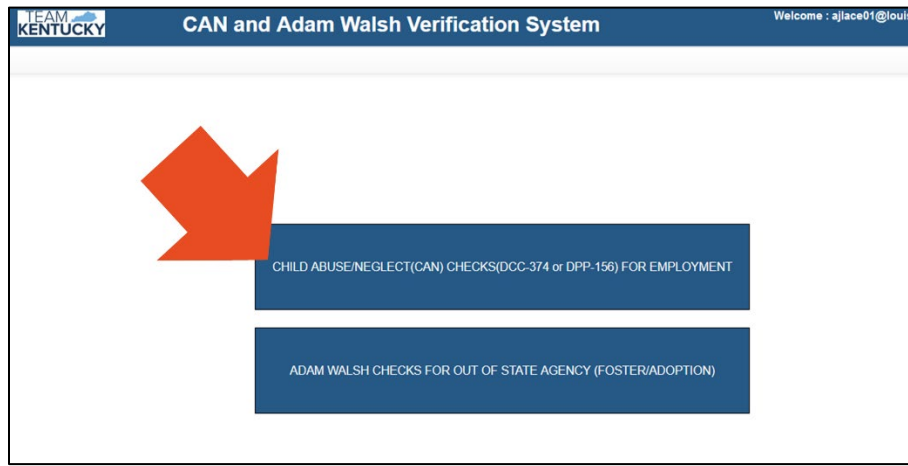 TEAM
KENTUCKY
CAN and Adam Walsh Verification System
Welcome : ajlace01@louis
CHILD ABUSE/NEGLECT(CAN) CHECKS(DCC-374 or DPP-156) FOR EMPLOYMENT
ADAM WALSH CHECKS FOR OUT OF STATE AGENCY (FOSTER/ADOPTION)